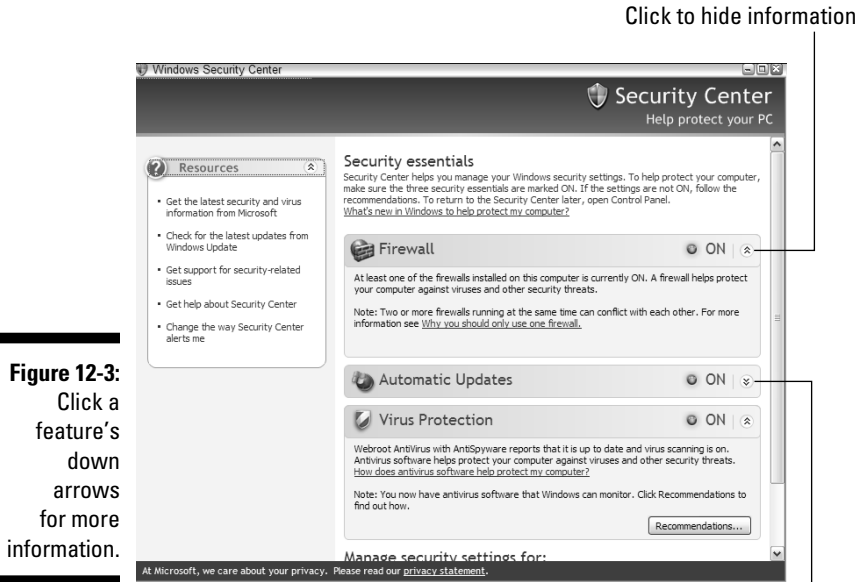 Click to hide information
Windows Security Center
Security Center
Help protect your PC
Resources
Get the latest security and virus
information from Microsoft
Check for the latest updates from
Windows Update
Get support for security-related
issues
Get help about Security Center
Change the way Security Center
alerts me
Security essentials
Security Center helps you manage your Windows security settings. To help protect your computer,
make sure the three security essentials are marked ON. If the settings are not ON, follow the
recommendations. To return to the Security Center later, open Control Panel.
What's new in Windows to help protect my computer?
Firewall ON
At least one of the firewalls installed on this computer is currently ON. A firewall helps protect
your computer against viruses and other security threats.
Note: Two or more firewalls running at the same time can conflict with each other. For more
information see Why you should only use one firewall.
Automatic Updates ON
Virus Protection ON
Webroot AntiVirus with AntiSpyware reports that it is up to date and virus scanning is on.
Antivirus software helps protect your computer against viruses and other security threats.
How does antivirus software help protect my computer?
Note: You now have antivirus software that Windows can monitor. Click Recommendations to
find out how.
Recommendations...
Manage security settings for:
At Microsoft, we care about your privacy. Please read our privacy statement.
Figure 12-3:
Click a
feature's
down
arrows
for more
information.